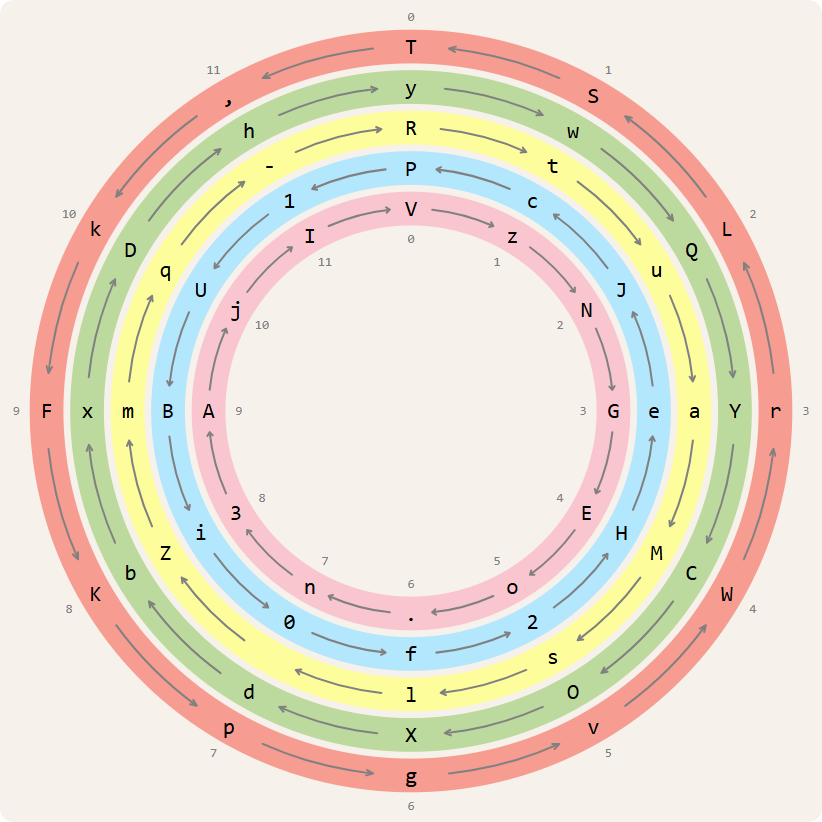 0 1 2 3 4 5 6 7 8 9 10 11
T S L r W v g p K F k ,
y w Q Y C O X d b x D h
R t u a M s l Z m q -
P c J e H 2 f 0 i B U 1
V z N G E o . n 3 A j I
0 1 2 3 4 5 6 7 8 9 10 11